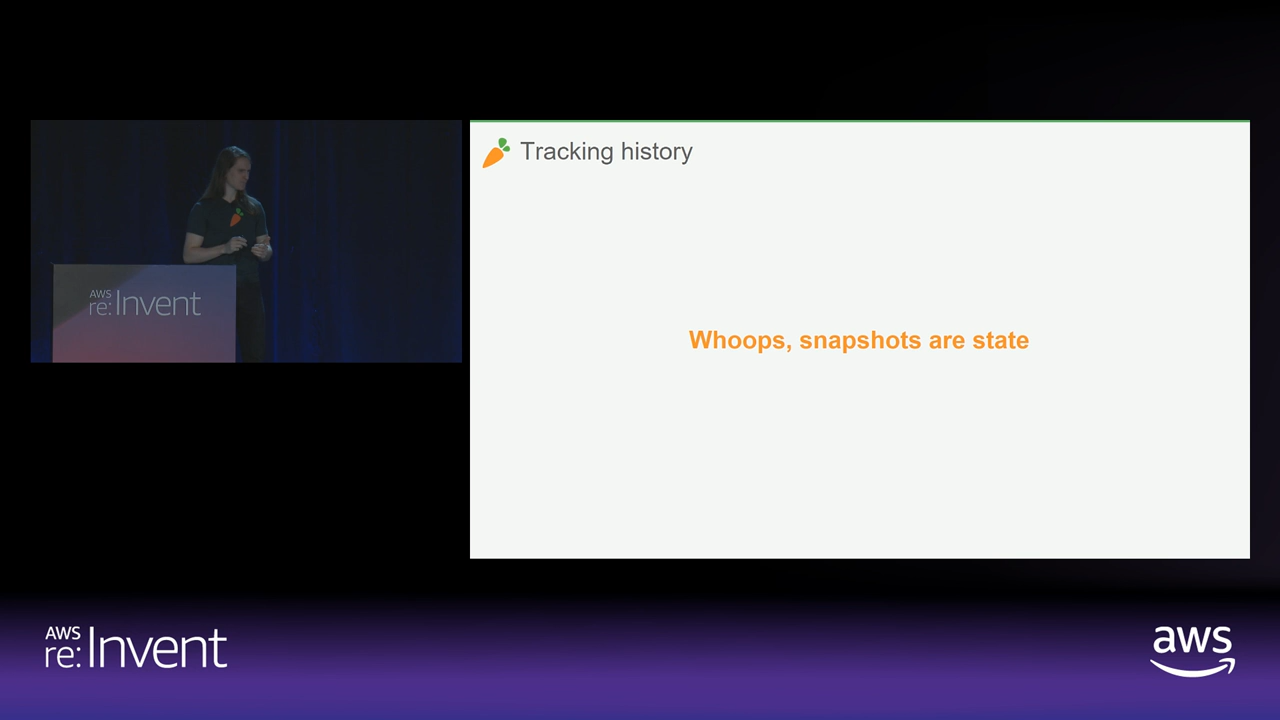 Tracking history
Whoops, snapshots are state
AWS
re:Invent
AWS
re:Invent
aws